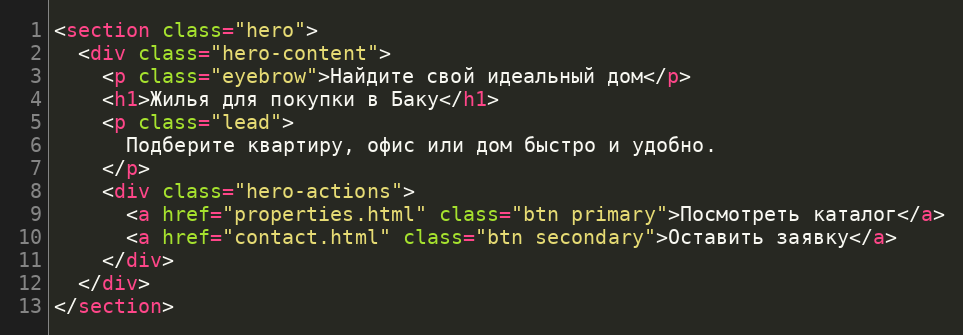 1 <section class="hero">
2   <div class="hero-content">
3     <p class="eyebrow">Найдите свой идеальный дом</p>
4     <h1>Жилья для покупки в Баку</h1>
5     <p class="lead">
6       Подберите квартиру, офис или дом быстро и удобно.
7     </p>
8     <div class="hero-actions">
9       <a href="properties.html" class="btn primary">Посмотреть каталог</a>
10       <a href="contact.html" class="btn secondary">Оставить заявку</a>
11     </div>
12   </div>
13 </section>